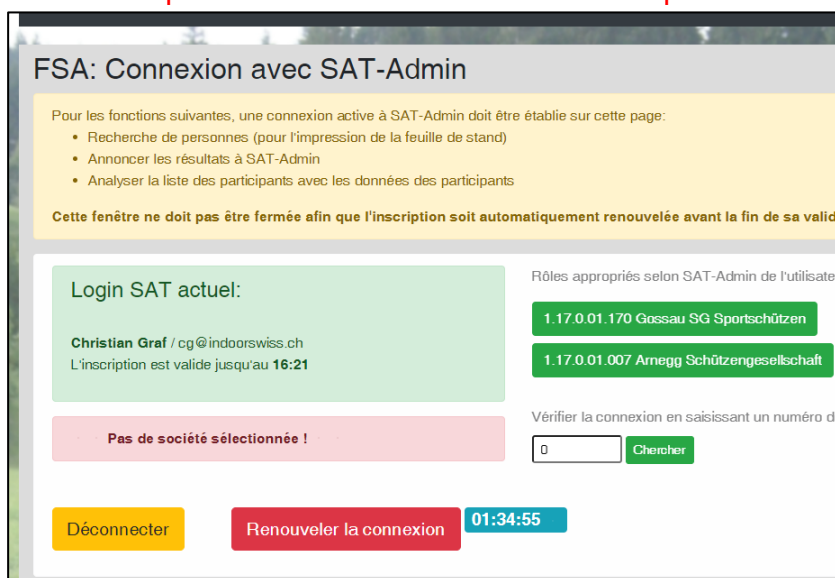 FSA: Connexion avec SAT-Admin
Pour les fonctions suivantes, une connexion active à SAT-Admin doit être établie sur cette page:
• Recherche de personnes (pour l'impression de la feuille de stand)
• Annoncer les résultats à SAT-Admin
• Analyser la liste des participants avec les données des participants
Cette fenêtre ne doit pas être fermée afin que l'inscription soit automatiquement renouvelée avant la fin de sa valid
Login SAT actuel:
Christian Graf / cg@indoorswiss.ch
L'inscription est valide jusqu'au 16:21
Pas de société sélectionnée !
Rôles appropriés selon SAT-Admin de l'utilisate
1.17.0.01.170 Gossau SG Sportschützen
1.17.0.01.007 Arnegg Schützengesellschaft
Vérifier la connexion en saisissant un numéro d
0 Chercher
Déconnecter Renouveler la connexion 01:34:55